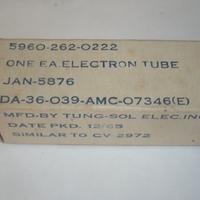 5960-262-0222
ONE EA. ELECTRON TUBE
JAN-5876
DA-36-039-AMC-07346(E)
MFD-BY TUNG-SOL ELEC.INC
DATE PKD. 12/65
SIMILAR TO CV 2972